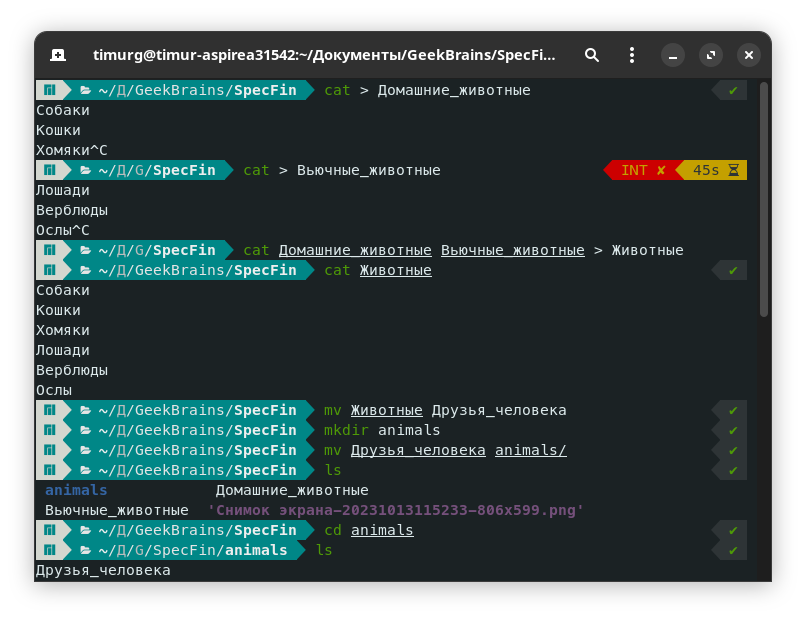 timurg@timur-aspirea31542:~/Документы/GeekBrains/SpecFi...
~/Д/GeekBrains/SpecFin cat > Домашние_животные ✔
Собаки
Кошки
Хомяки^C
~/Д/G/SpecFin cat > Вьючные_животные INT ✘ 45s
Лошади
Верблюды
Ослы^C
~/Д/G/SpecFin cat Домашние_животные Вьючные_животные > Животные
~/Д/GeekBrains/SpecFin cat Животные ✔
Собаки
Кошки
Хомяки
Лошади
Верблюды
Ослы
~/Д/GeekBrains/SpecFin mv Животные Друзья_человека ✔
~/Д/GeekBrains/SpecFin mkdir animals ✔
~/Д/GeekBrains/SpecFin mv Друзья_человека animals/ ✔
~/Д/GeekBrains/SpecFin ls ✔
animals Домашние_животные
Вьючные_животные 'Снимок экрана-20231013115233-806x599.png'
~/Д/GeekBrains/SpecFin cd animals ✔
~/Д/G/SpecFin/animals ls ✔
Друзья_человека